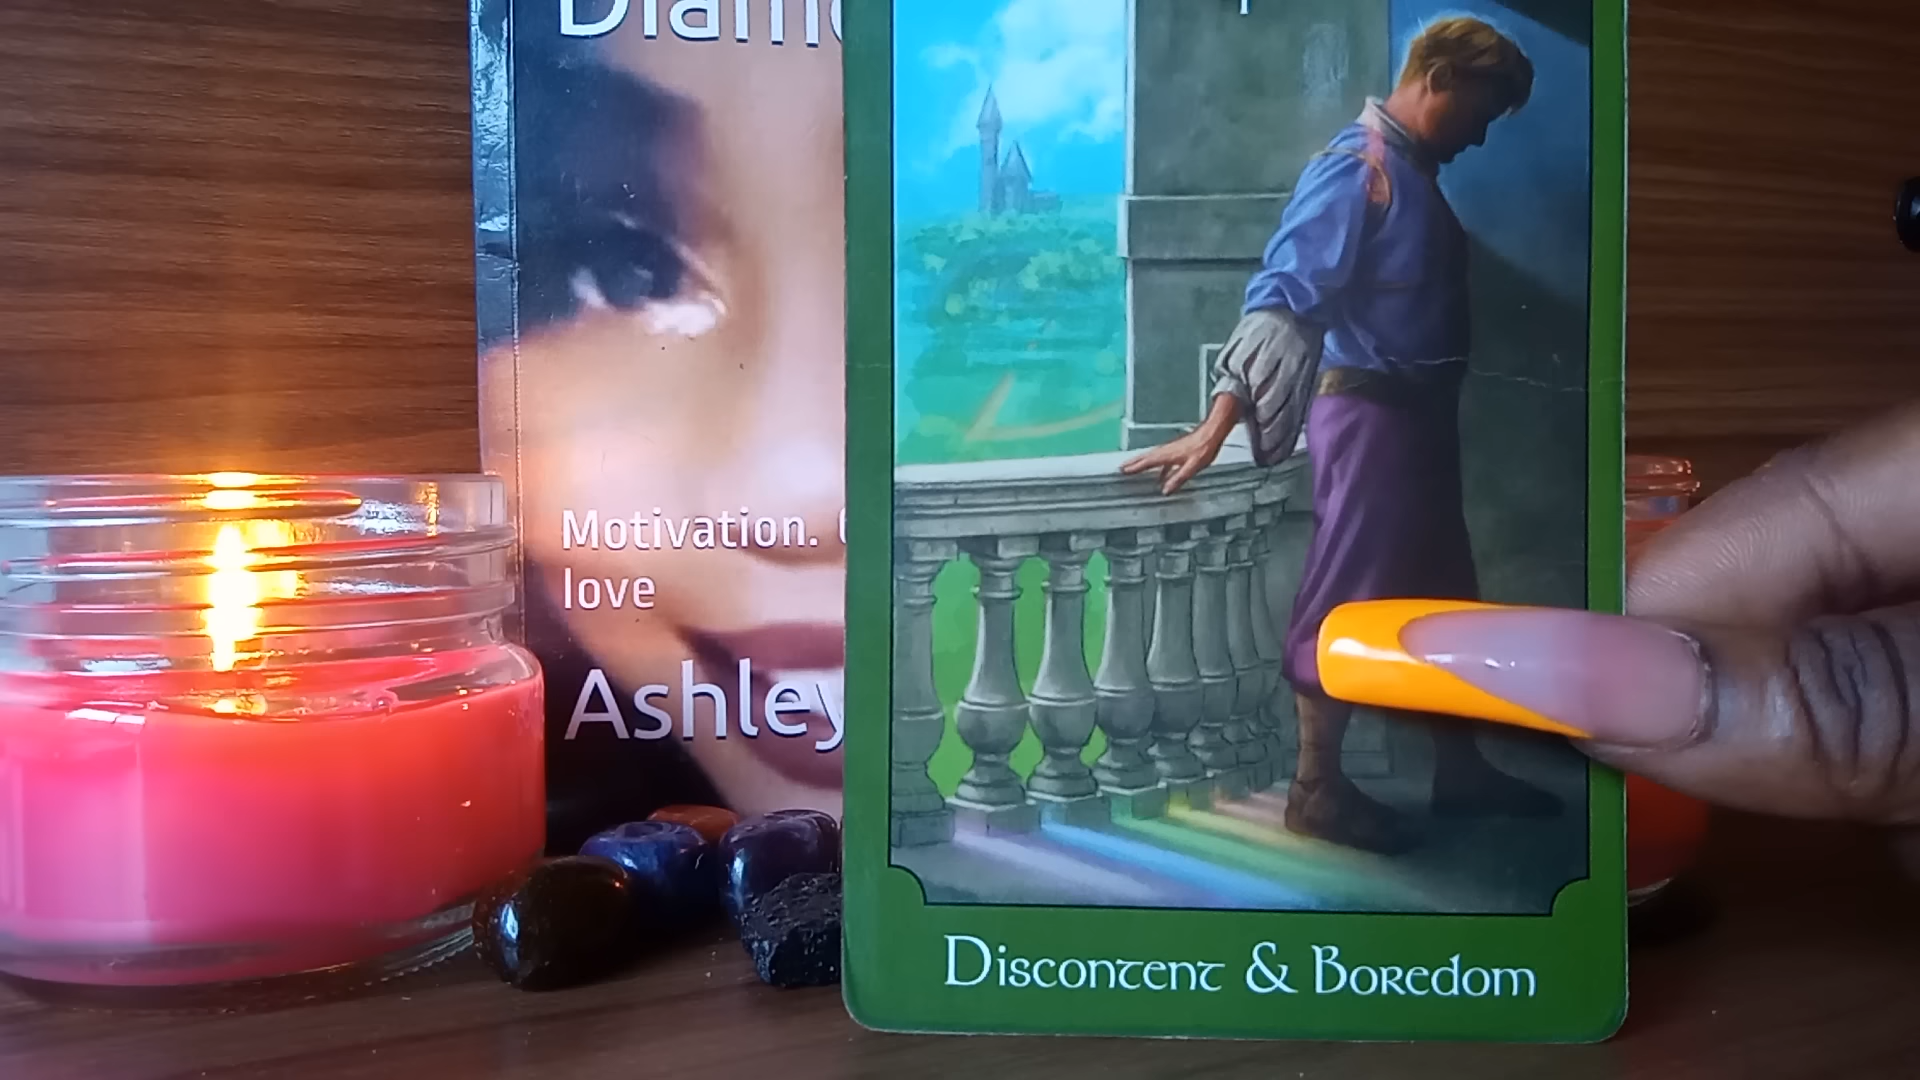 Motivation.
love
Ashley
Discontent & Boredom